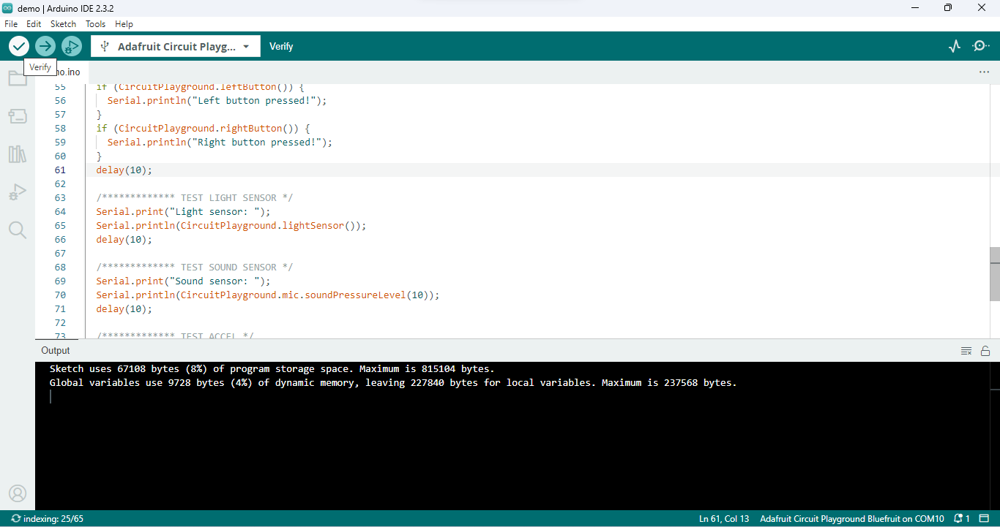 demo | Arduino IDE 2.3.2
File Edit Sketch Tools Help
Adafruit Circuit Playg... Verify
Verify
no.ino
55 if (CircuitPlayground.leftButton()) {
56 Serial.println("Left button pressed!");
57 }
58 if (CircuitPlayground.rightButton()) {
59 Serial.println("Right button pressed!");
60 }
61 delay(10);
62
63 /************* TEST LIGHT SENSOR */
64 Serial.print("Light sensor: ");
65 Serial.println(CircuitPlayground.lightSensor());
66 delay(10);
67
68 /************* TEST SOUND SENSOR */
69 Serial.print("Sound sensor: ");
70 Serial.println(CircuitPlayground.mic.soundPressureLevel(10));
71 delay(10);
72
73 /************* TEST ACCEL */
Output
Sketch uses 67108 bytes (8%) of program storage space. Maximum is 815104 bytes.
Global variables use 9728 bytes (4%) of dynamic memory, leaving 227840 bytes for local variables. Maximum is 237568 bytes.
indexing: 25/65 Ln 61, Col 13 Adafruit Circuit Playground Bluefruit on COM10 1